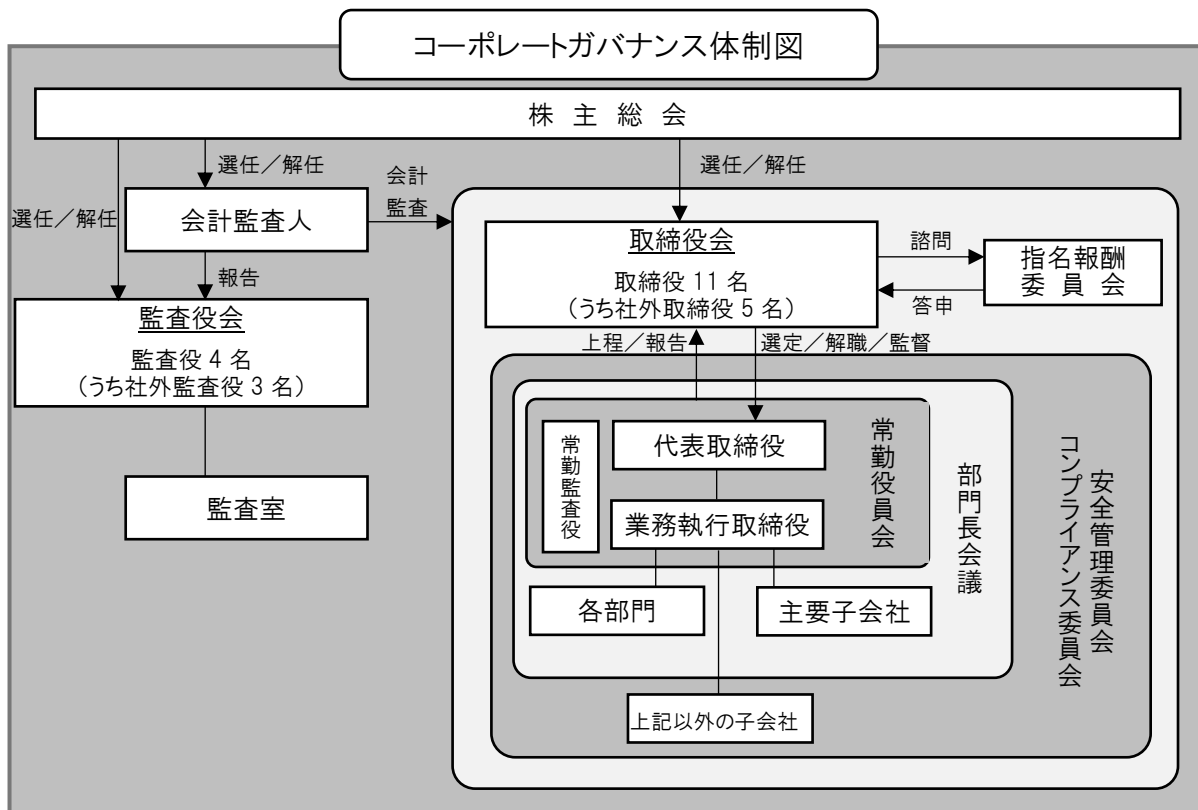 コーポレートガバナンス体制図
株主総会
選任／解任
選任／解任
選任／解任
会計
監査
会計監査人
報告
監査役会
監査役 4 名
（うち社外監査役 3 名）
監査室
取締役会
取締役 11 名
（うち社外取締役 5 名）
諮問
答申
指名報酬
委員会
上程／報告
選定／解職／監督
常勤監査役
代表取締役
業務執行取締役
常勤役員会
各部門
主要子会社
部門長会議
上記以外の子会社
安全管理委員会
コンプライアンス委員会